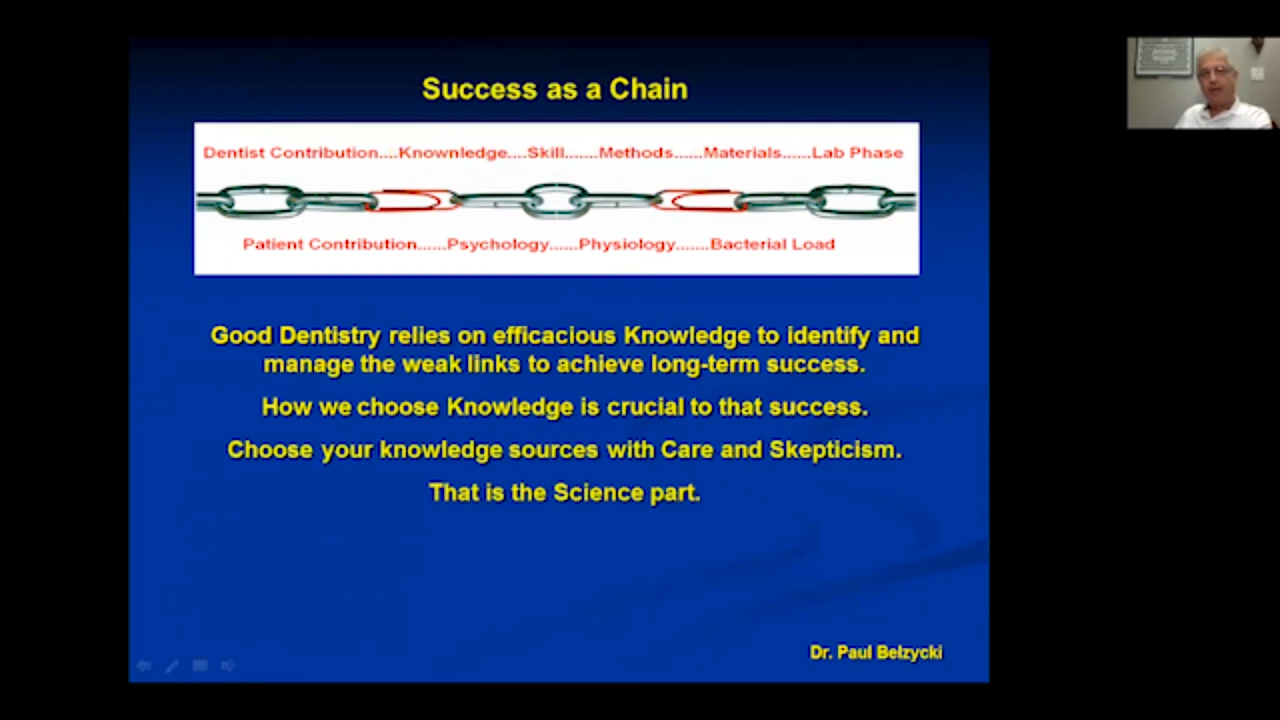 Success as a Chain
Dentist Contribution....Knownledge....Skill.......Methods......Materials......Lab Phase
Patient Contribution......Psychology......Physiology.......Bacterial Load
Good Dentistry relies on efficacious Knowledge to identify and
manage the weak links to achieve long-term success.
How we choose Knowledge is crucial to that success.
Choose your knowledge sources with Care and Skepticism.
That is the Science part.
Dr. Paul Belzycki